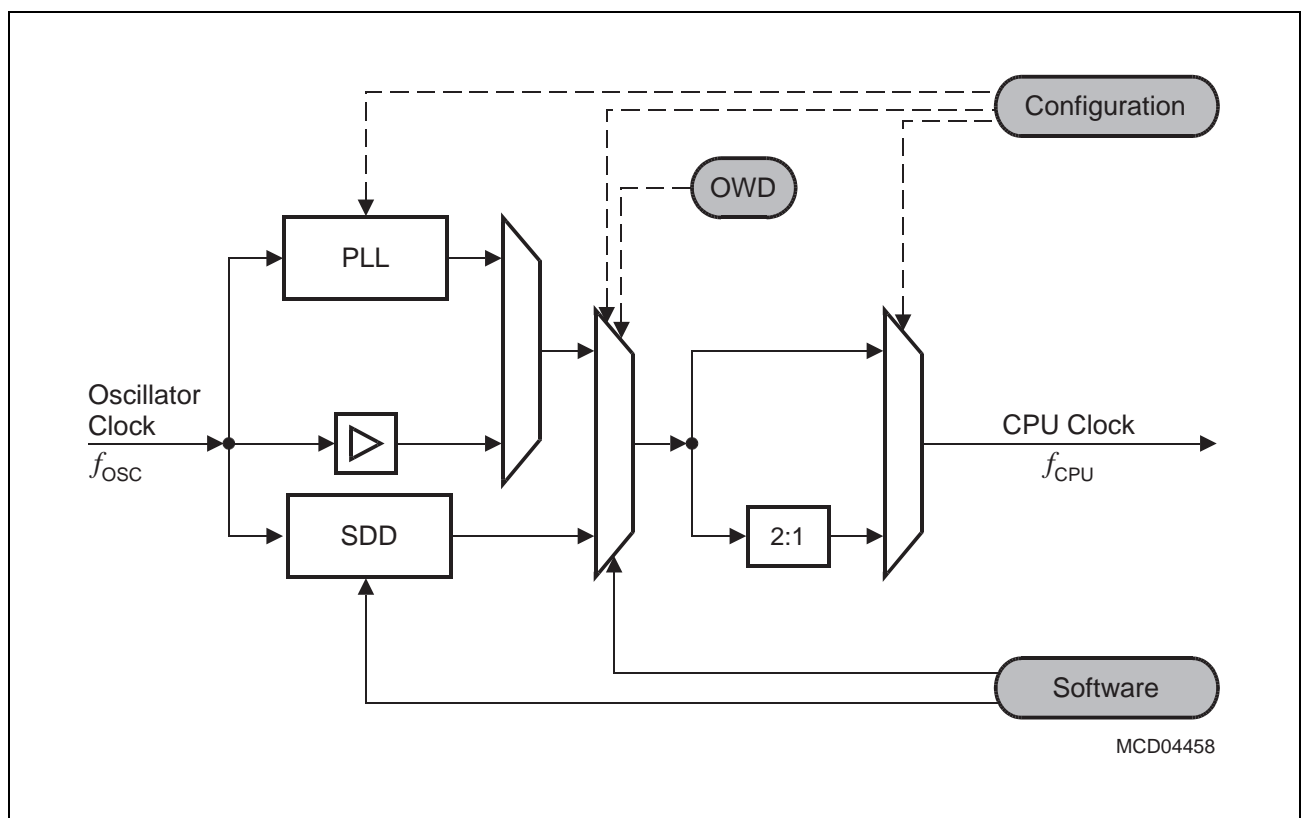 Configuration
OWD
PLL
Oscillator
Clock
fOSC
CPU Clock
fCPU
SDD
2:1
Software
MCD04458